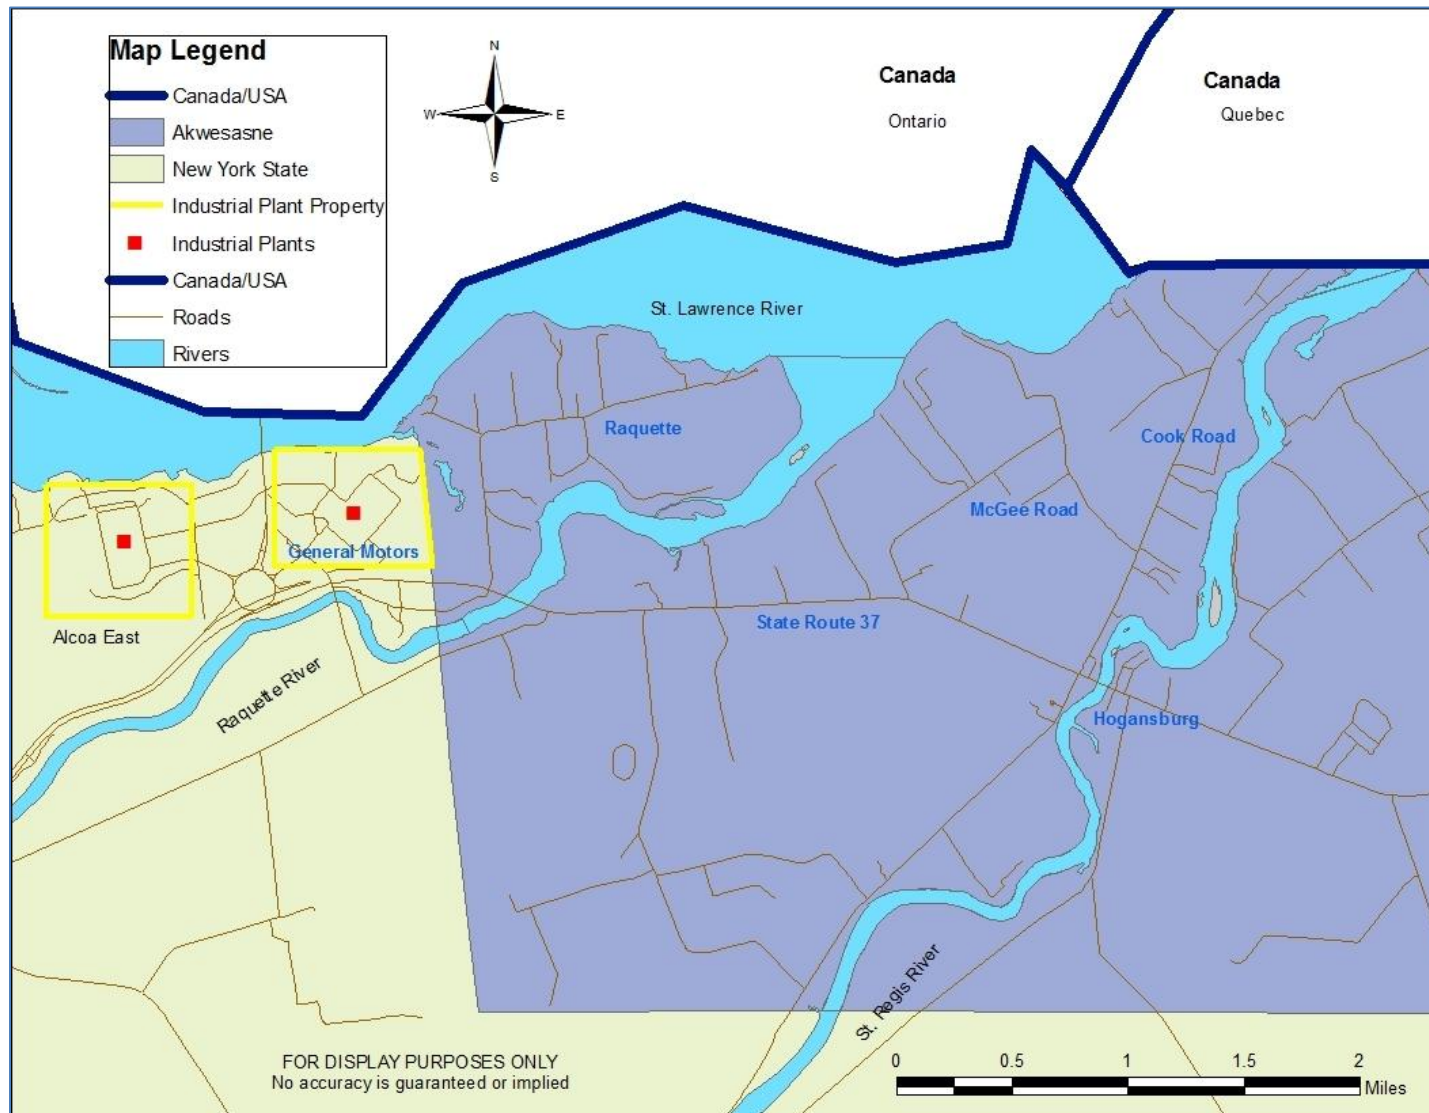 Map Legend
Canada/USA
Akwesasne
New York State
Industrial Plant Property
Industrial Plants
Canada/USA
Roads
Rivers
N
W
E
S
Canada
Ontario
Canada
Quebec
St. Lawrence River
Raquette
Cook Road
McGee Road
General Motors
State Route 37
Alcoa East
Raquette River
Hogansburg
St. Regis River
FOR DISPLAY PURPOSES ONLY
No accuracy is guaranteed or implied
0 0.5 1 1.5 2
Miles